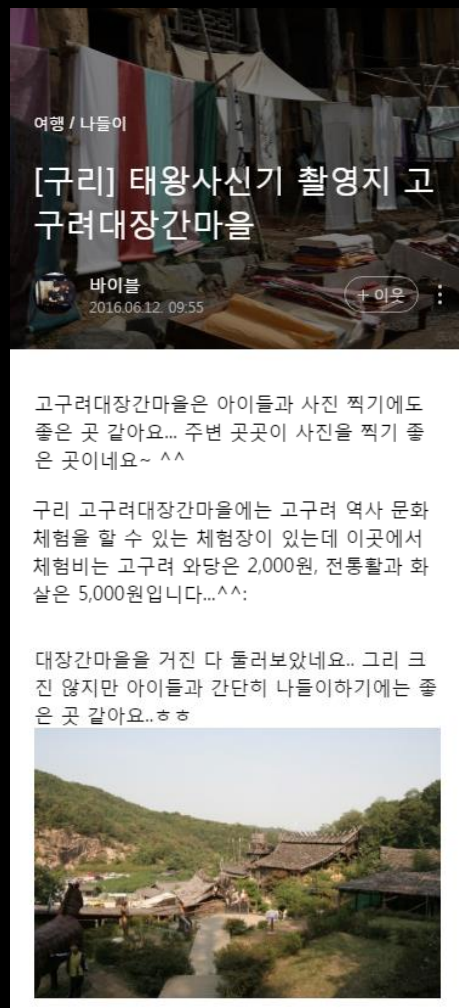 여행 / 나들이
[구리] 태왕사신기 촬영지 고
구려대장간마을
바이블
2016.06.12. 09:55
+ 이웃
고구려대장간마을은 아이들과 사진 찍기에도
좋은 곳 같아요... 주변 곳곳이 사진을 찍기 좋
은 곳이네요~ ^^
구리 고구려대장간마을에는 고구려 역사 문화
체험을 할 수 있는 체험장이 있는데 이곳에서
체험비는 고구려 와당은 2,000원, 전통활과 화
살은 5,000원입니다...^^:
대장간마을을 거진 다 둘러보았네요.. 그리 크
진 않지만 아이들과 간단히 나들이하기에는 좋
은 곳 같아요..ㅎㅎ